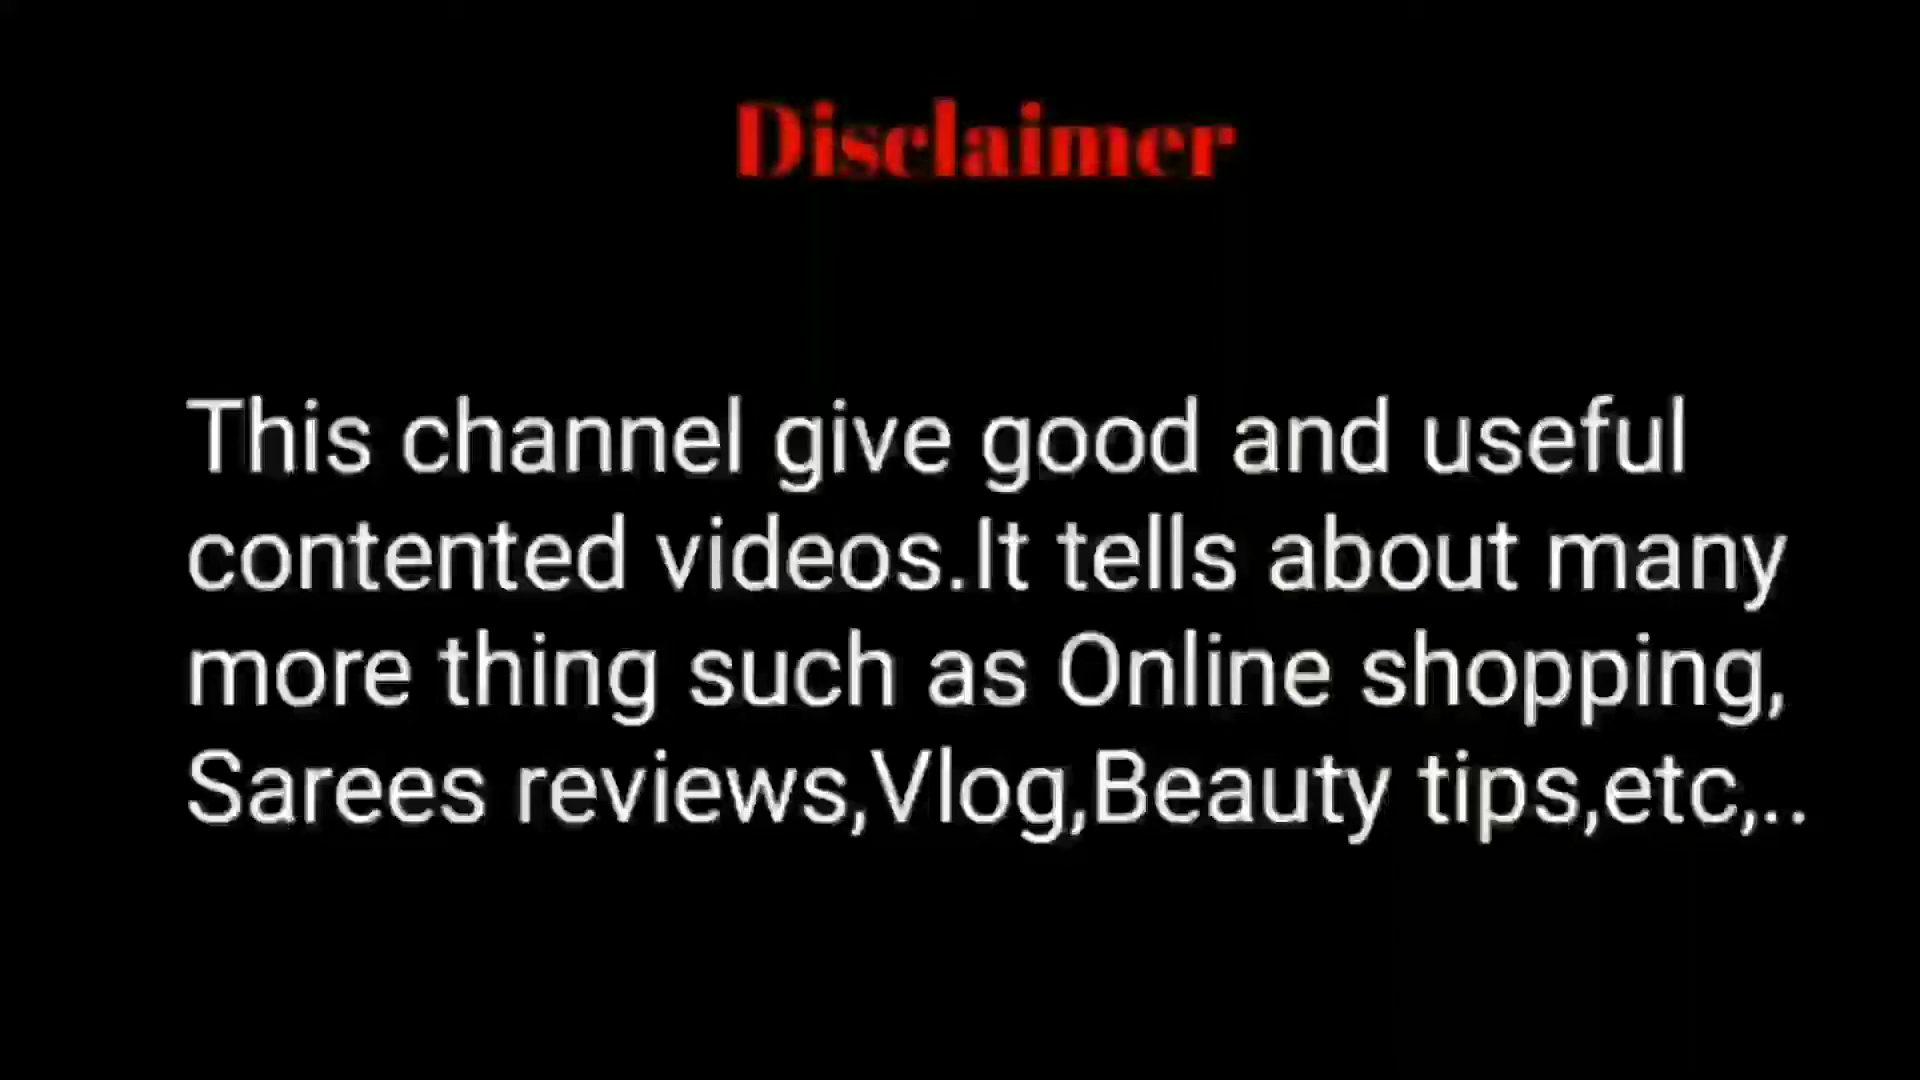 Disclaimer
This channel give good and useful
contented videos.It tells about many
more thing such as Online shopping,
Sarees reviews,Vlog,Beauty tips,etc,..